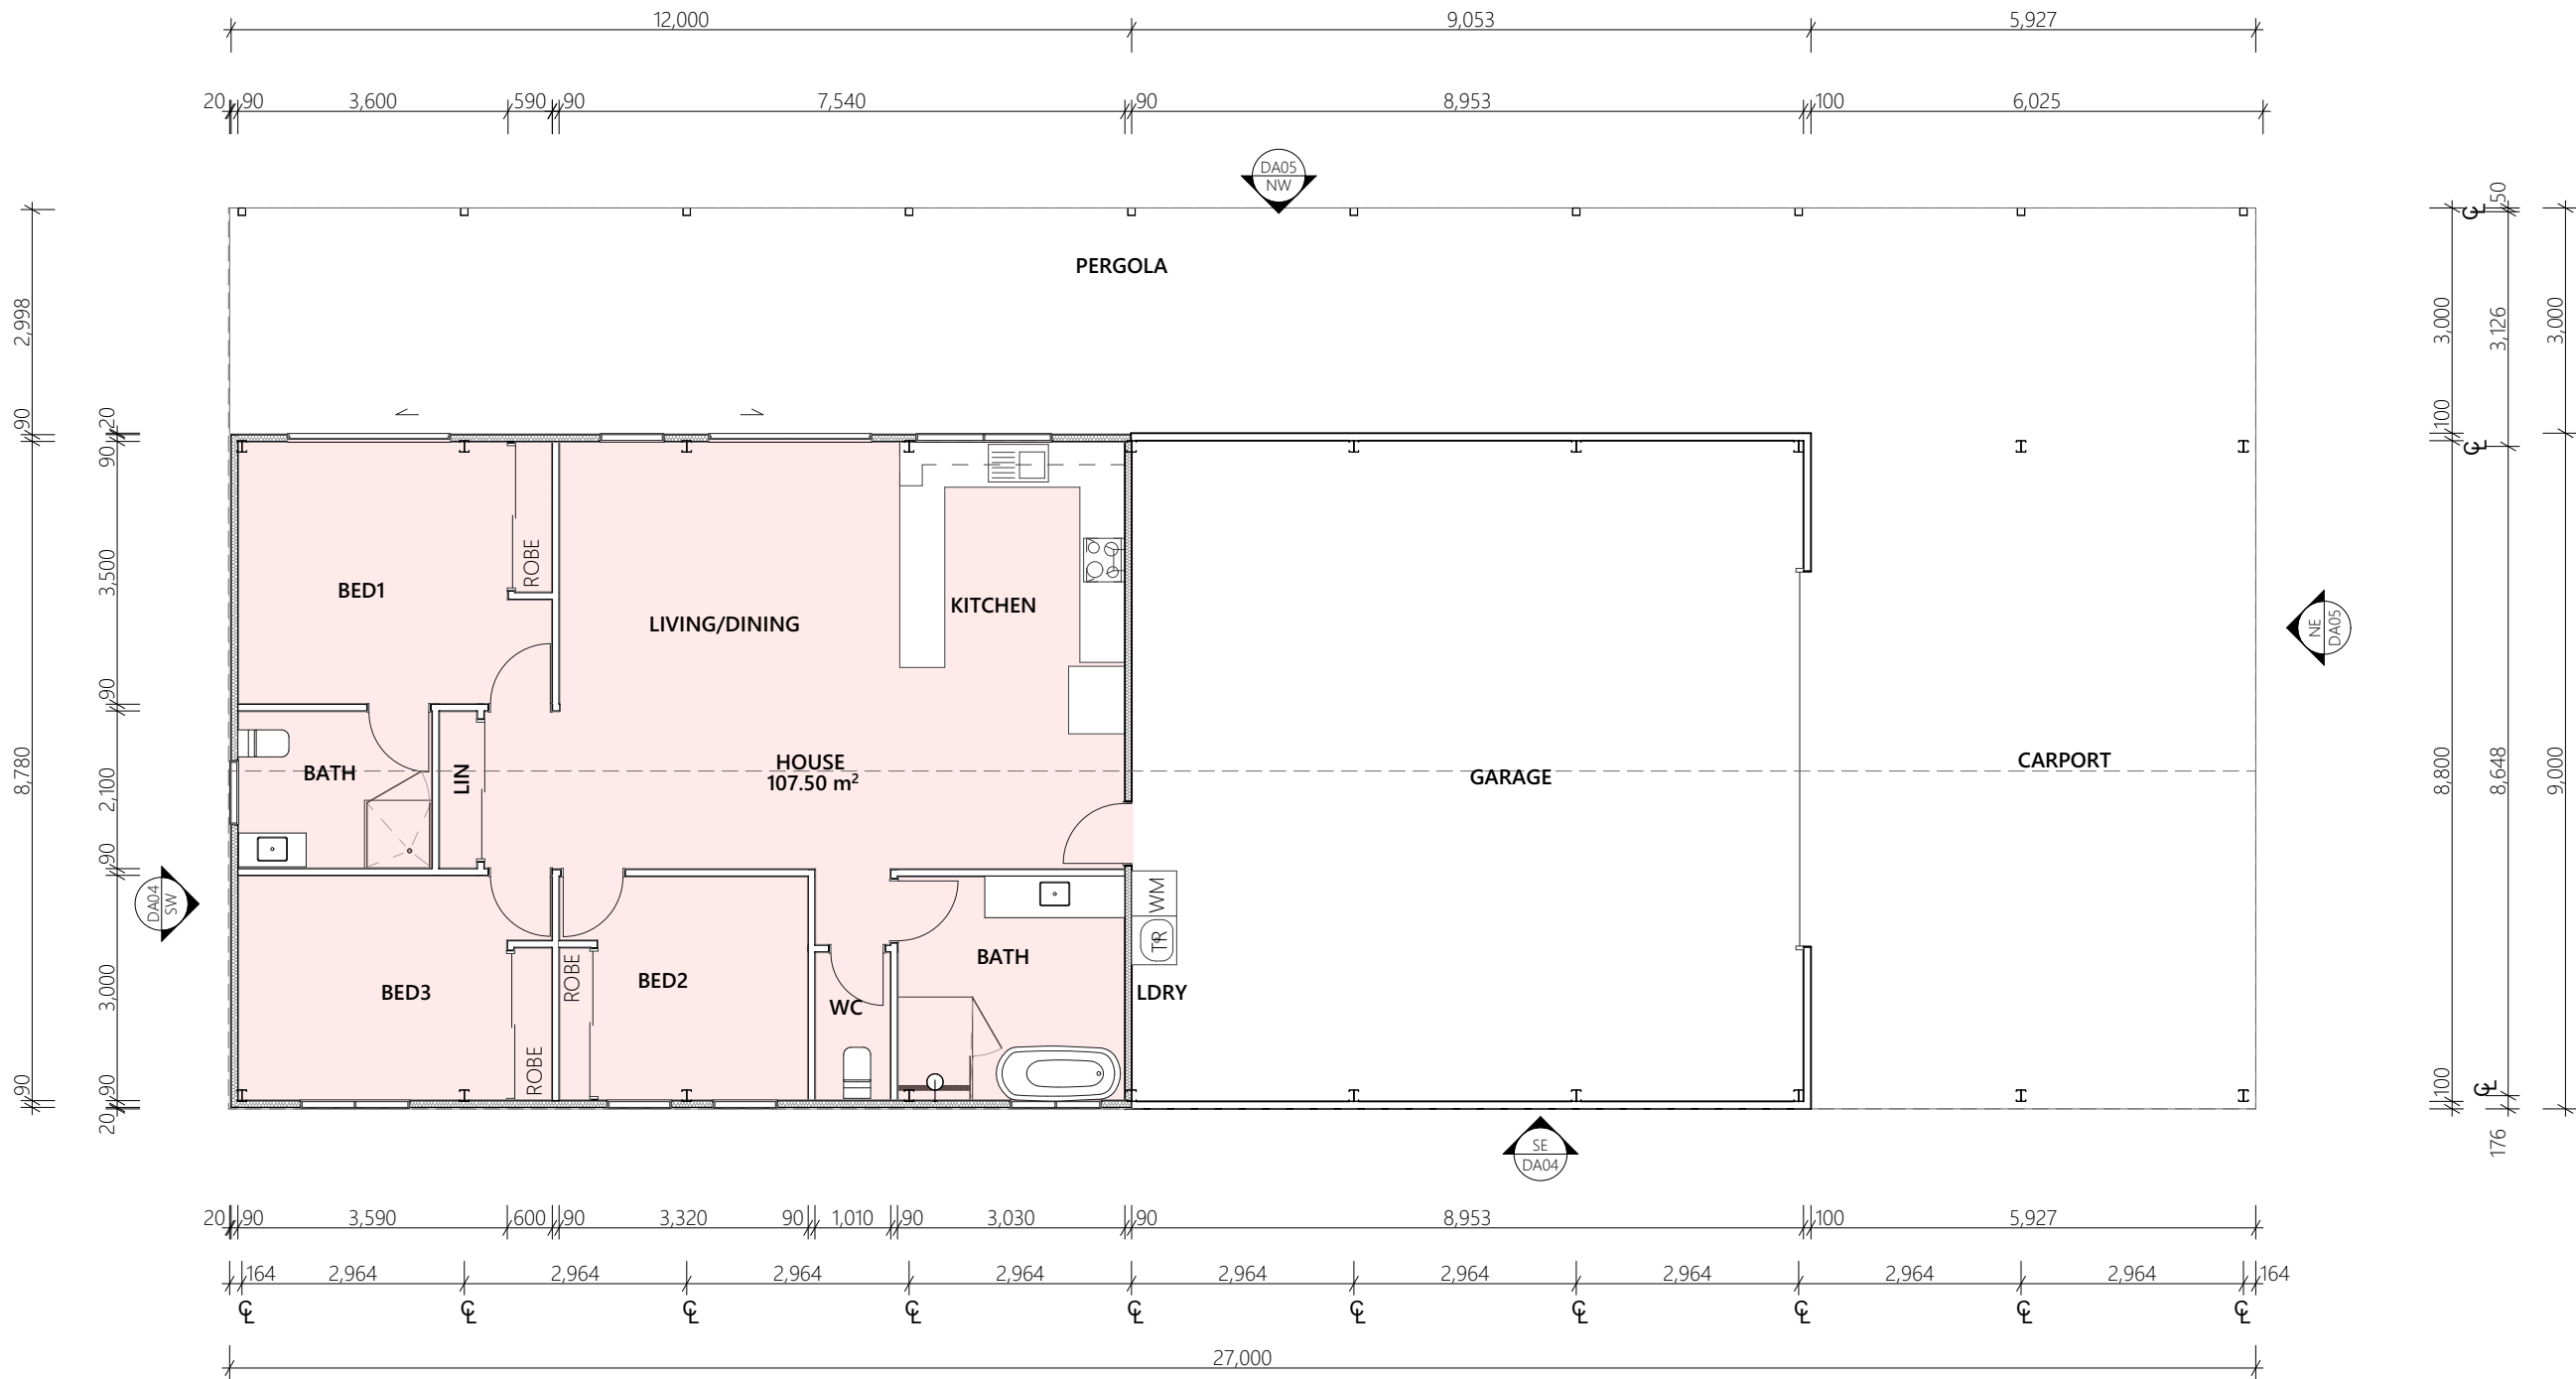 12,000 9,053 5,927
20 90 3,600 590 90 7,540 90 8,953 100 6,025
DA05
NW
PERGOLA
2,998
90
8,780
90
20
90
3,500
90
2,100
90
3,000
90
20
50
3,000
3,126
3,000
100
8,800
8,648
9,000
100
176
℄
℄
℄
ROBE
BED1
KITCHEN
LIVING/DINING
NE
DA05
HOUSE
107.50 m²
BATH
LIN
GARAGE
CARPORT
DA04
SW
WM
TR
LDRY
BED3
ROBE
ROBE
BED2
WC
BATH
SE
DA04
20 90 3,590 600 90 3,320 90 1,010 90 3,030 90 8,953 100 5,927
164 2,964 2,964 2,964 2,964 2,964 2,964 2,964 2,964 2,964 164
℄ ℄ ℄ ℄ ℄ ℄ ℄ ℄ ℄ ℄
27,000